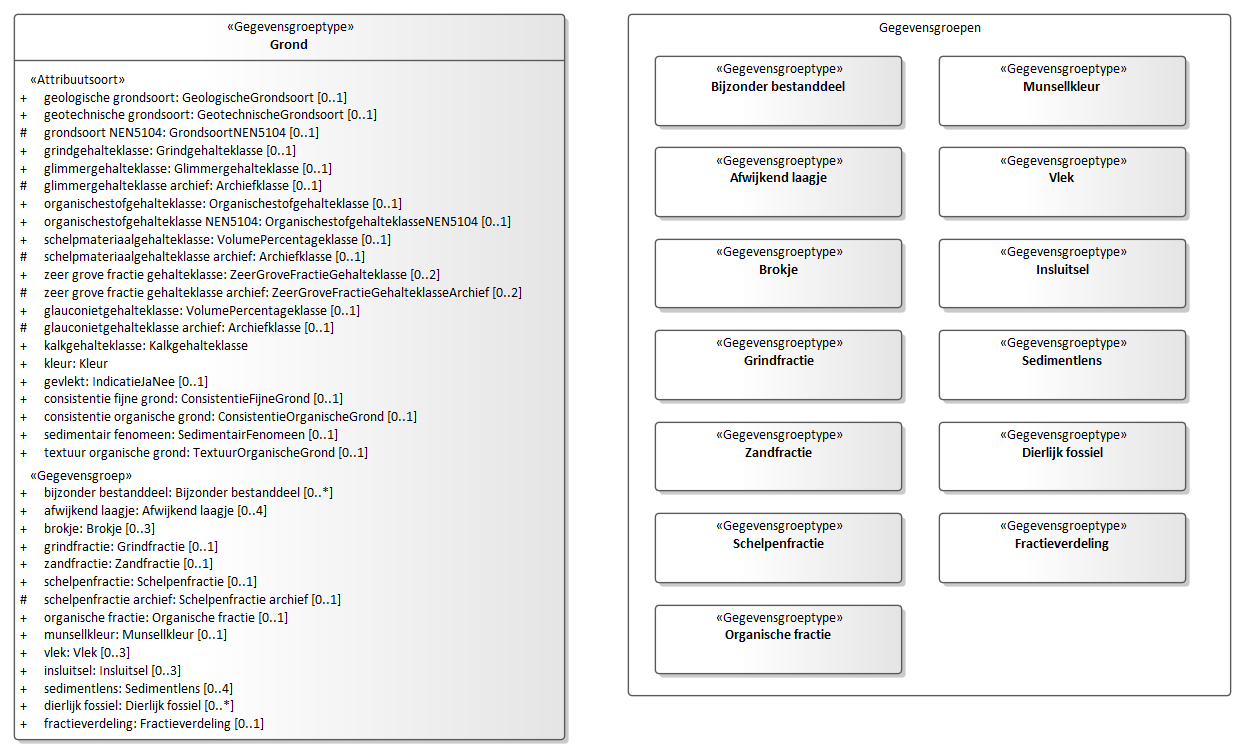 «Gegevensgroeptype»
Grond
«Attribuutsoort»
+ geologische grondsoort: GeologischeGrondsoort [0..1]
+ geotechnische grondsoort: GeotechnischeGrondsoort [0..1]
# grondsoort NEN5104: GrondsoortNEN5104 [0..1]
+ grindgehalteklasse: Grindgehalteklasse [0..1]
+ glimmergehalteklasse: Glimmergehalteklasse [0..1]
# glimmergehalteklasse archief: Archiefklasse [0..1]
+ organischestofgehalteklasse: Organischestofgehalteklasse [0..1]
+ organischestofgehalteklasse NEN5104: OrganischestofgehalteklasseNEN5104 [0..1]
+ schelpmateriaalgehalteklasse: VolumePercentageklasse [0..1]
# schelpmateriaalgehalteklasse archief: Archiefklasse [0..1]
+ zeer grove fractie gehalteklasse: ZeerGroveFractieGehalteklasse [0..2]
# zeer grove fractie gehalteklasse archief: ZeerGroveFractieGehalteklasseArchief [0..2]
+ glauconietgehalteklasse: VolumePercentageklasse [0..1]
# glauconietgehalteklasse archief: Archiefklasse [0..1]
+ kalkgehalteklasse: Kalkgehalteklasse
+ kleur: Kleur
+ gevlekt: IndicatieJaNee [0..1]
+ consistentie fijne grond: ConsistentieFijneGrond [0..1]
+ consistentie organische grond: ConsistentieOrganischeGrond [0..1]
+ sedimentair fenomeen: SedimentairFenomeen [0..1]
+ textuur organische grond: TextuurOrganischeGrond [0..1]
«Gegevensgroep»
+ bijzonder bestanddeel: Bijzonder bestanddeel [0..*]
+ afwijkend laagje: Afwijkend laagje [0..4]
+ brokje: Brokje [0..3]
+ grindfractie: Grindfractie [0..1]
+ zandfractie: Zandfractie [0..1]
+ schelpenfractie: Schelpenfractie [0..1]
# schelpenfractie archief: Schelpenfractie archief [0..1]
+ organische fractie: Organische fractie [0..1]
+ munsellkleur: Munsellkleur [0..1]
+ vlek: Vlek [0..3]
+ insluitsel: Insluitsel [0..3]
+ sedimentlens: Sedimentlens [0..4]
+ dierlijk fossiel: Dierlijk fossiel [0..*]
+ fractieverdeling: Fractieverdeling [0..1]
Gegevensgroepen
«Gegevensgroeptype»
Bijzonder bestanddeel
«Gegevensgroeptype»
Munsellkleur
«Gegevensgroeptype»
Afwijkend laagje
«Gegevensgroeptype»
Vlek
«Gegevensgroeptype»
Brokje
«Gegevensgroeptype»
Insluitsel
«Gegevensgroeptype»
Grindfractie
«Gegevensgroeptype»
Sedimentlens
«Gegevensgroeptype»
Zandfractie
«Gegevensgroeptype»
Dierlijk fossiel
«Gegevensgroeptype»
Schelpenfractie
«Gegevensgroeptype»
Fractieverdeling
«Gegevensgroeptype»
Organische fractie